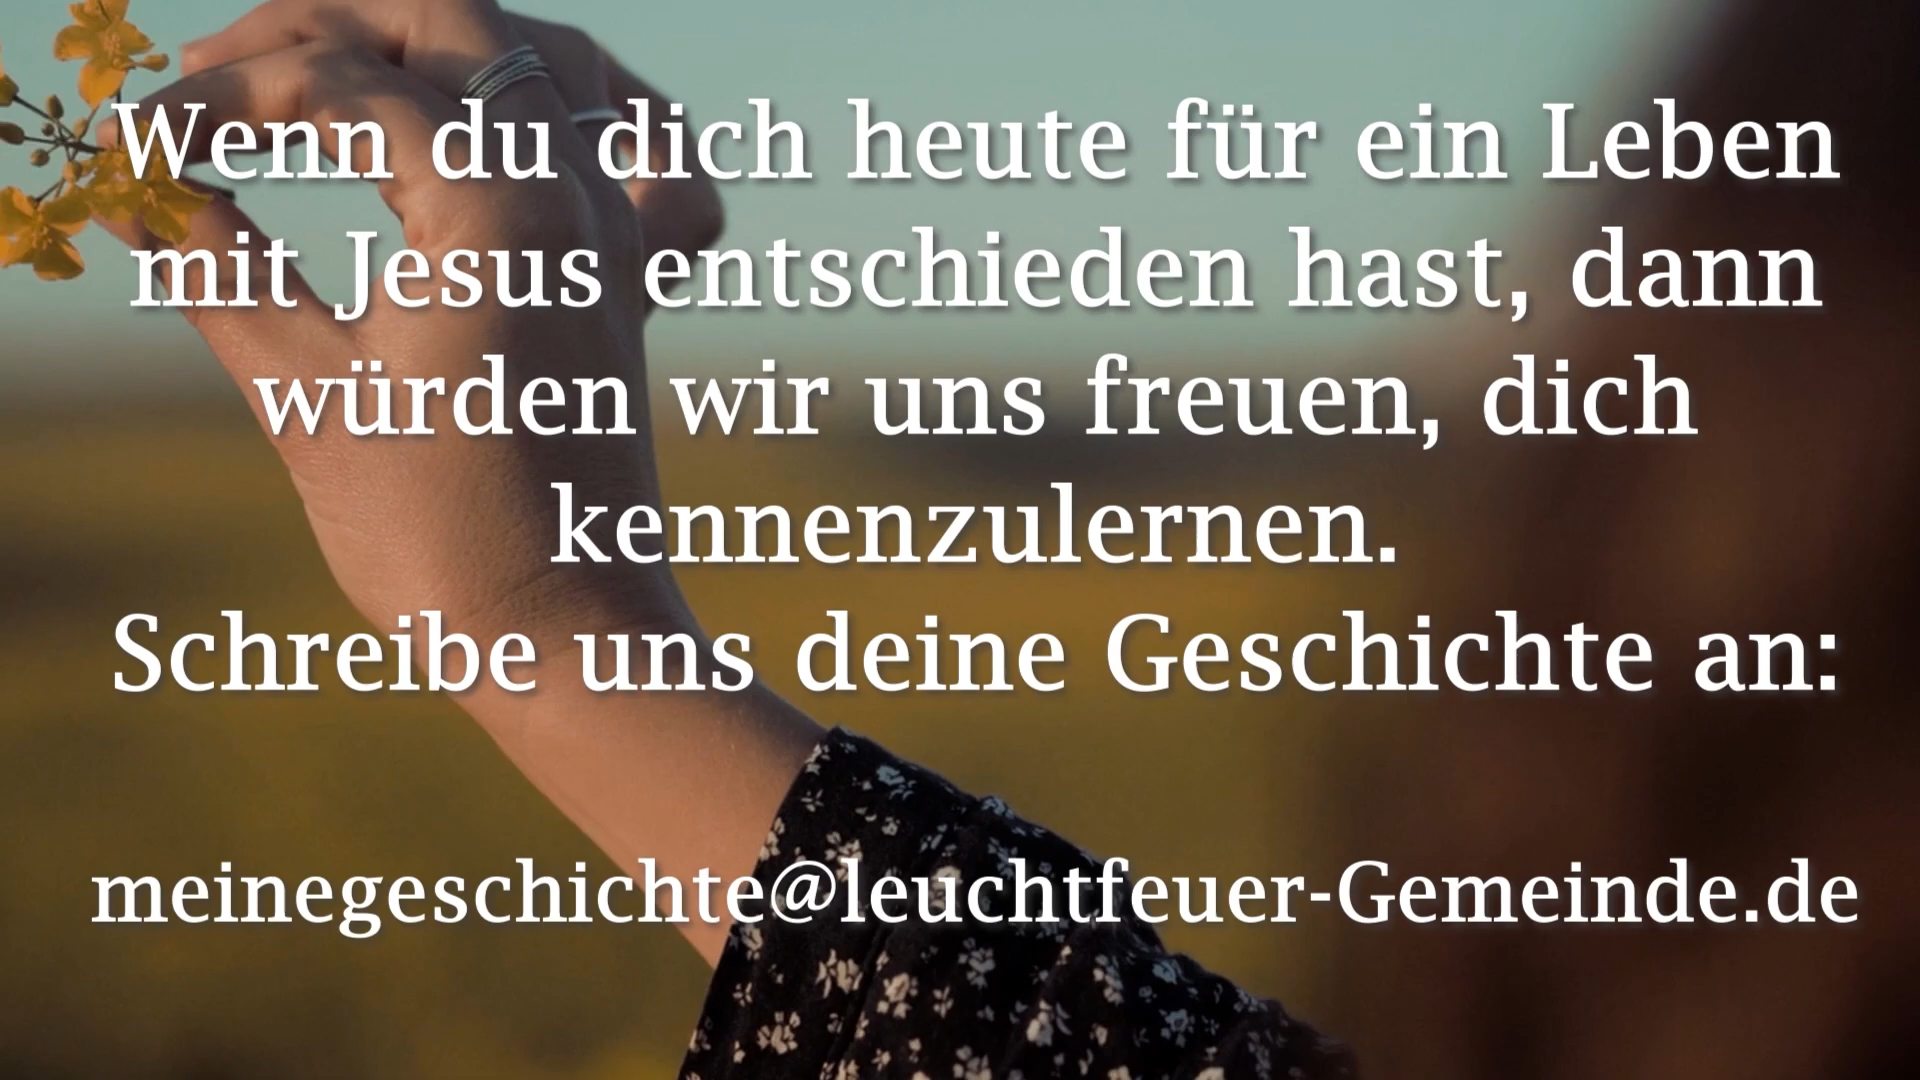 Wenn du dich heute für ein Leben
mit Jesus entschieden hast, dann
würden wir uns freuen, dich
kennenzulernen.
Schreibe uns deine Geschichte an:
meinegeschichte@leuchtfeuer-Gemeinde.de